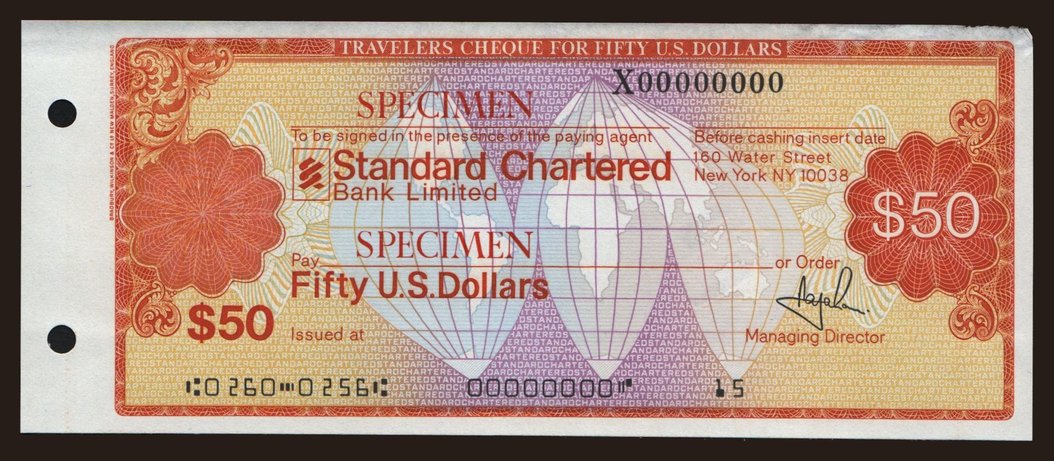 TRAVELERS CHEQUE FOR FIFTY U.S. DOLLARS
X00000000
SPECIMEN
To be signed in the presence of the paying agent
Before cashing insert date
Standard Chartered
Bank Limited
160 Water Street
New York NY 10038
SPECIMEN
$50
Pay
or Order
Fifty U.S. Dollars
$50
Issued at
Managing Director
⑆0260⑉0256⑆ 00000000⑈ 15